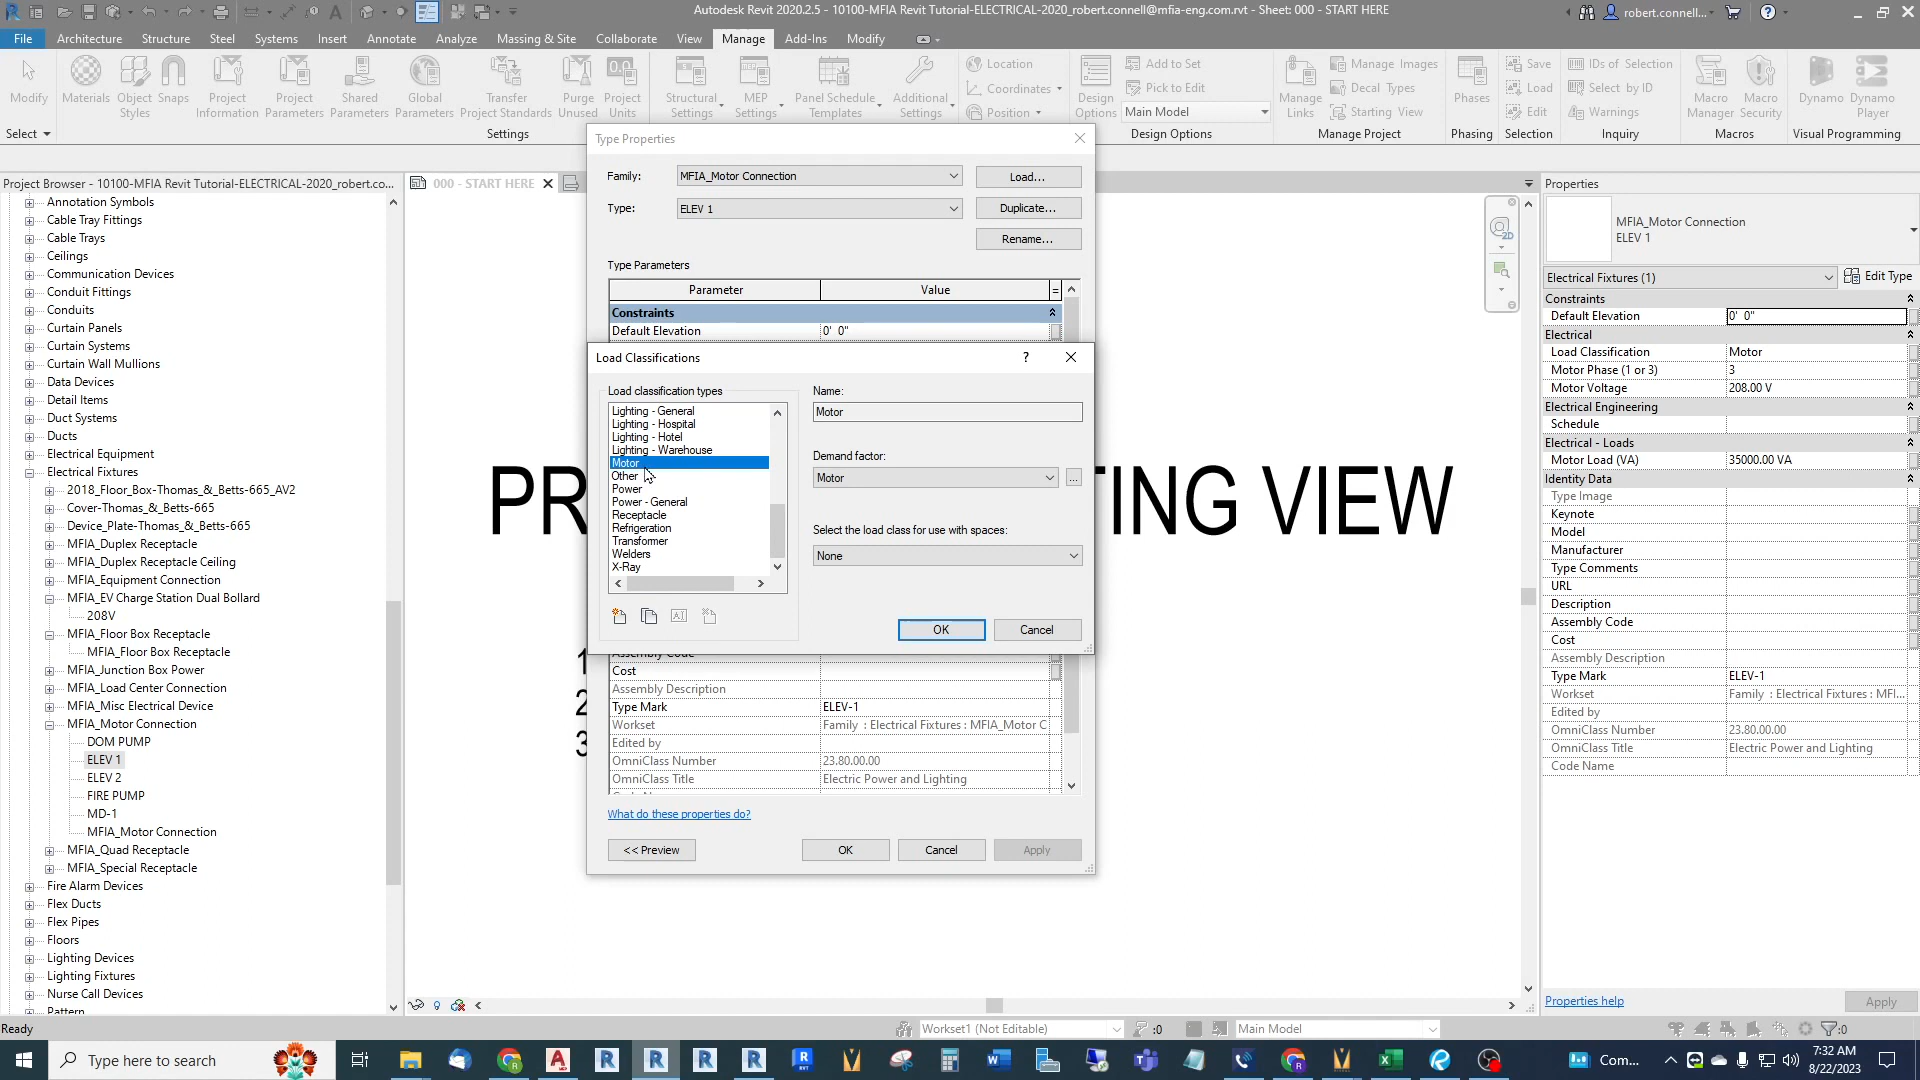 Autodesk Revit 2020.2.5 - 10100-MFIA Revit Tutorial-ELECTRICAL-2020_robert.connell@mfia-eng.com.rvt - Sheet: 000 - START HERE
robert.connell...
File Architecture Structure Steel Systems Insert Annotate Analyze Massing & Site Collaborate View Manage Add-Ins Modify
Modify
Materials
Object Styles
Snaps
Project Information
Project Parameters
Shared Parameters
Global Parameters
Transfer Project Standards
Purge Unused
Project Units
Structural Settings
MEP Settings
Panel Schedule Templates
Additional Settings
Location
Coordinates
Position
Design Options
Add to Set
Pick to Edit
Main Model
Manage Links
Manage Images
Decal Types
Starting View
Phases
Save
Load
Edit
IDs of Selection
Select by ID
Warnings
Macro Manager
Macro Security
Dynamo
Dynamo Player
Select
Settings
Design Options
Manage Project
Phasing
Selection
Inquiry
Macros
Visual Programming
Project Browser - 10100-MFIA Revit Tutorial-ELECTRICAL-2020_robert.co...
Annotation Symbols
Cable Tray Fittings
Cable Trays
Ceilings
Communication Devices
Conduit Fittings
Conduits
Curtain Panels
Curtain Systems
Curtain Wall Mullions
Data Devices
Detail Items
Duct Systems
Ducts
Electrical Equipment
Electrical Fixtures
2018_Floor_Box-Thomas_&_Betts-665_AV2
Cover-Thomas_&_Betts-665
Device_Plate-Thomas_&_Betts-665
MFIA_Duplex Receptacle
MFIA_Duplex Receptacle Ceiling
MFIA_Equipment Connection
MFIA_EV Charge Station Dual Bollard
208V
MFIA_Floor Box Receptacle
MFIA_Floor Box Receptacle
MFIA_Junction Box Power
MFIA_Load Center Connection
MFIA_Misc Electrical Device
MFIA_Motor Connection
DOM PUMP
ELEV 1
ELEV 2
FIRE PUMP
MD-1
MFIA_Motor Connection
MFIA_Quad Receptacle
MFIA_Special Receptacle
Fire Alarm Devices
Flex Ducts
Flex Pipes
Floors
Lighting Devices
Lighting Fixtures
Nurse Call Devices
Pattern
000 - START HERE
PR
TING VIEW
1
2
3
Type Properties
Family: MFIA_Motor Connection Load...
Type: ELEV 1 Duplicate...
Rename...
Type Parameters
Parameter Value =
Constraints
Default Elevation 0' 0"
Load Classifications ?
Load classification types
Lighting - General
Lighting - Hospital
Lighting - Hotel
Lighting - Warehouse
Motor
Other
Power
Power - General
Receptacle
Refrigeration
Transformer
Welders
X-Ray
Name:
Motor
Demand factor:
Motor ...
Select the load class for use with spaces:
None
OK Cancel
Assembly Code
Cost
Assembly Description
Type Mark ELEV-1
Workset Family : Electrical Fixtures : MFIA_Motor C
Edited by
OmniClass Number 23.80.00.00
OmniClass Title Electric Power and Lighting
What do these properties do?
<< Preview OK Cancel Apply
Properties
MFIA_Motor Connection
ELEV 1
Electrical Fixtures (1) Edit Type
Constraints
Default Elevation 0' 0"
Electrical
Load Classification Motor
Motor Phase (1 or 3) 3
Motor Voltage 208.00 V
Electrical Engineering
Schedule
Electrical - Loads
Motor Load (VA) 35000.00 VA
Identity Data
Type Image
Keynote
Model
Manufacturer
Type Comments
URL
Description
Assembly Code
Cost
Assembly Description
Type Mark ELEV-1
Workset Family : Electrical Fixtures : MFI...
Edited by
OmniClass Number 23.80.00.00
OmniClass Title Electric Power and Lighting
Code Name
Properties help Apply
2D
Ready
Workset1 (Not Editable) :0 Main Model :0
Type here to search
Com...
7:32 AM
8/22/2023